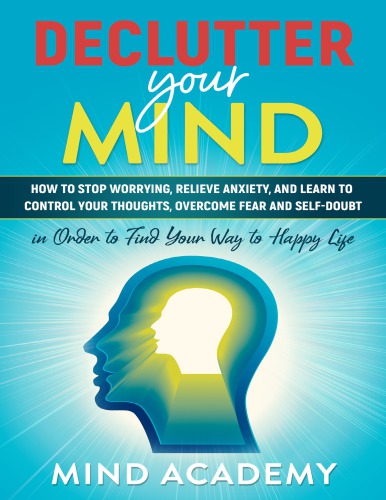 DECLUTTER
your
MIND
HOW TO STOP WORRYING, RELIEVE ANXIETY, AND LEARN TO
CONTROL YOUR THOUGHTS, OVERCOME FEAR AND SELF-DOUBT
in Order to Find Your Way to Happy Life
MIND ACADEMY